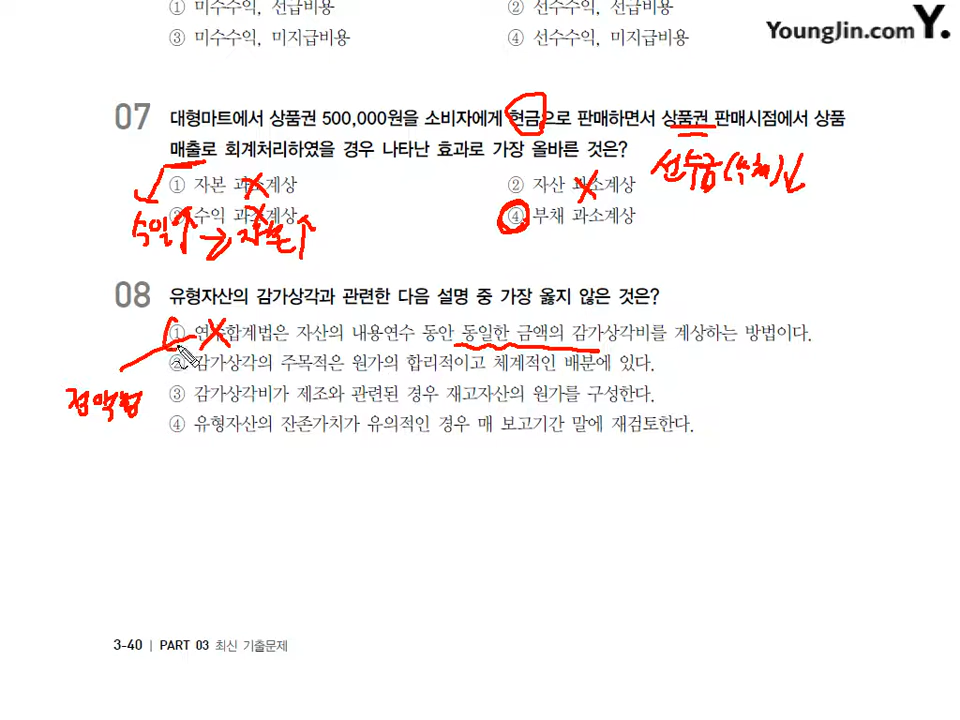 ① 미수수익, 선급비용
② 선수수익, 선급비용
③ 미수수익, 미지급비용
④ 선수수익, 미지급비용
YoungJin.com Y.
07 대형마트에서 상품권 500,000원을 소비자에게 현금으로 판매하면서 상품권 판매시점에서 상품
매출로 회계처리하였을 경우 나타난 효과로 가장 올바른 것은?
선수금(부채)
① 자본 과소계상
② 자산 과소계상
③ 수익 과소계상
④ 부채 과소계상
수익↑ → 자본↑
08 유형자산의 감가상각과 관련한 다음 설명 중 가장 옳지 않은 것은?
① 연수합계법은 자산의 내용연수 동안 동일한 금액의 감가상각비를 계상하는 방법이다.
② 감가상각의 주목적은 원가의 합리적이고 체계적인 배분에 있다.
③ 감가상각비가 제조와 관련된 경우 재고자산의 원가를 구성한다.
정액법
④ 유형자산의 잔존가치가 유의적인 경우 매 보고기간 말에 재검토한다.
3-40 | PART 03 최신 기출문제